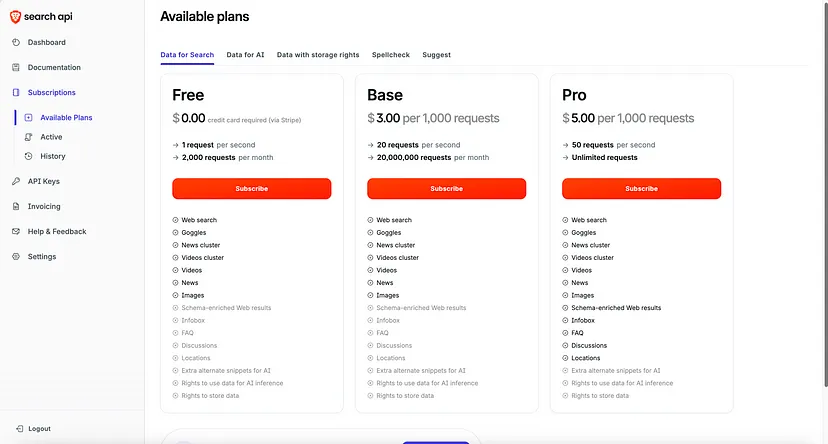 search api
Dashboard
Documentation
Subscriptions
Available Plans
Active
History
API Keys
Invoicing
Help & Feedback
Settings
Logout
Available plans
Data for Search
Data for AI
Data with storage rights
Spellcheck
Suggest
Free
$0.00 credit card required (via Stripe)
→ 1 request per second
→ 2,000 requests per month
Subscribe
Web search
Goggles
News cluster
Videos cluster
Videos
News
Images
Schema-enriched Web results
Infobox
FAQ
Discussions
Locations
Extra alternate snippets for AI
Rights to use data for AI inference
Rights to store data
Base
$3.00 per 1,000 requests
→ 20 requests per second
→ 20,000,000 requests per month
Subscribe
Web search
Goggles
News cluster
Videos cluster
Videos
News
Images
Schema-enriched Web results
Infobox
FAQ
Discussions
Locations
Extra alternate snippets for AI
Rights to use data for AI inference
Rights to store data
Pro
$5.00 per 1,000 requests
→ 50 requests per second
→ Unlimited requests
Subscribe
Web search
Goggles
News cluster
Videos cluster
Videos
News
Images
Schema-enriched Web results
Infobox
FAQ
Discussions
Locations
Extra alternate snippets for AI
Rights to use data for AI inference
Rights to store data